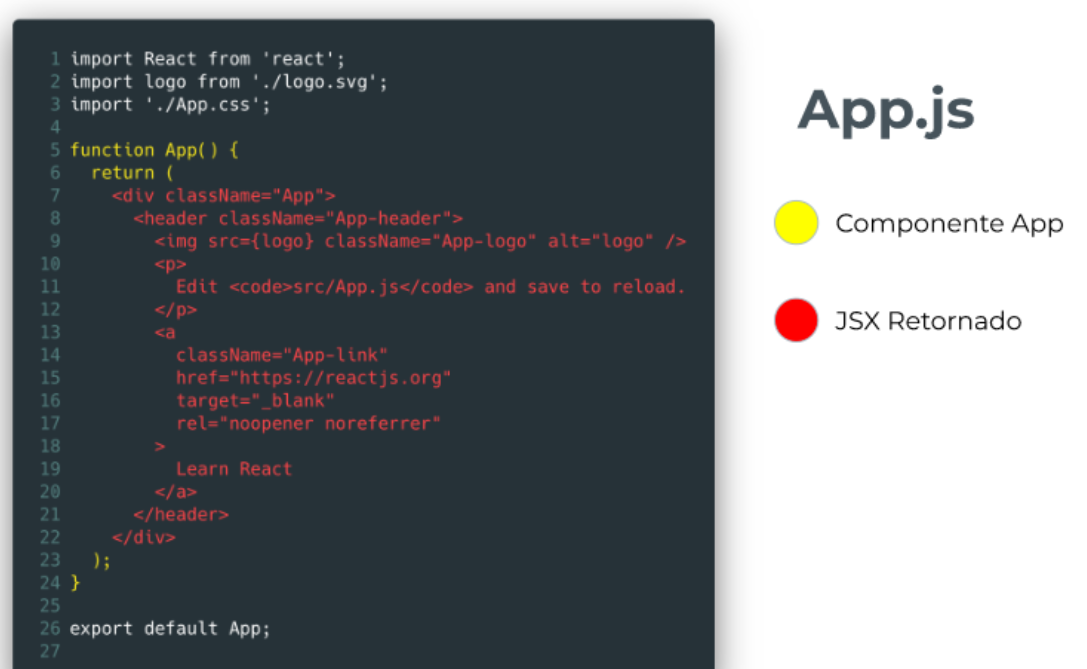 1 import React from 'react';
2 import logo from './logo.svg';
3 import './App.css';
4
5 function App() {
6   return (
7     <div className="App">
8       <header className="App-header">
9         <img src={logo} className="App-logo" alt="logo" />
10         <p>
11           Edit <code>src/App.js</code> and save to reload.
12         </p>
13         <a
14           className="App-link"
15           href="https://reactjs.org"
16           target="_blank"
17           rel="noopener noreferrer"
18         >
19           Learn React
20         </a>
21       </header>
22     </div>
23   );
24 }
25
26 export default App;
27
App.js
Componente App
JSX Retornado